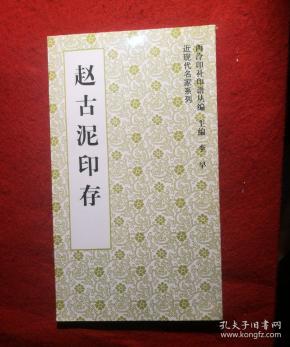 西泠印社印谱丛编 主编 李早
近现代名家系列
赵古泥印存
孔夫子旧书网